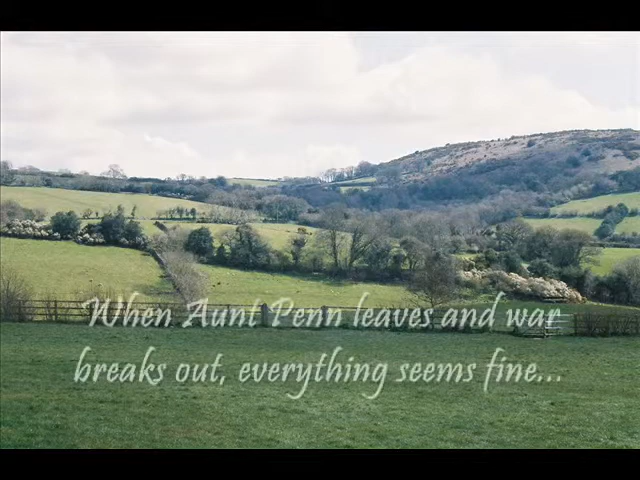 When Aunt Penn leaves and war
breaks out, everything seems fine...